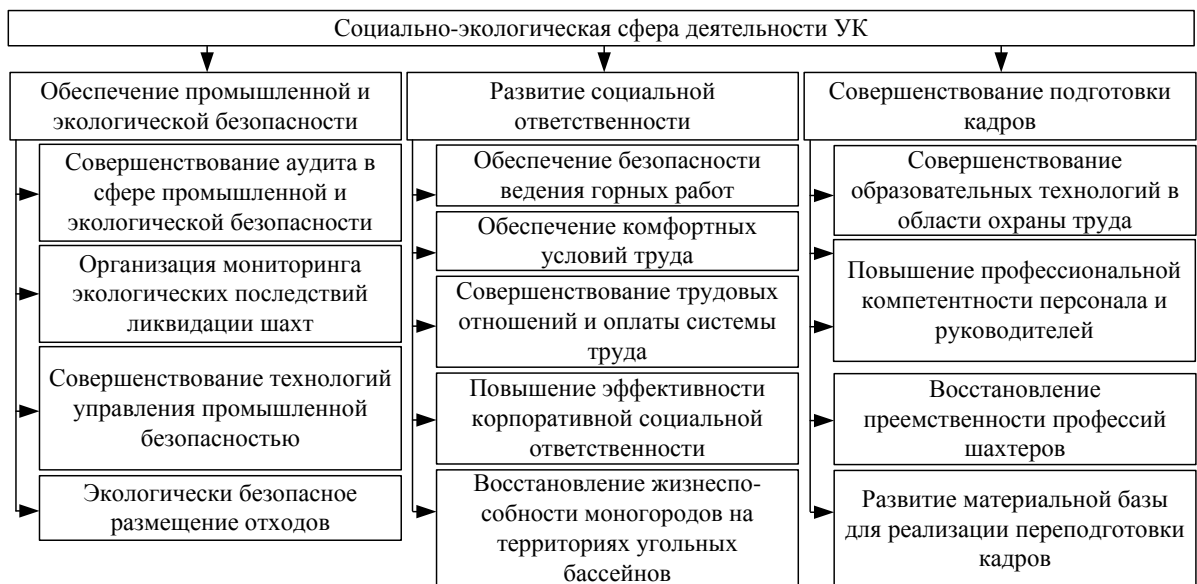 Социально-экологическая сфера деятельности УК
Обеспечение промышленной и
экологической безопасности
Совершенствование аудита в
сфере промышленной и
экологической безопасности
Организация мониторинга
экологических последствий
ликвидации шахт
Совершенствование технологий
управления промышленной
безопасностью
Экологически безопасное
размещение отходов
Развитие социальной
ответственности
Обеспечение безопасности
ведения горных работ
Обеспечение комфортных
условий труда
Совершенствование трудовых
отношений и оплаты системы
труда
Повышение эффективности
корпоративной социальной
ответственности
Восстановление жизнеспо-
собности моногородов на
территориях угольных
бассейнов
Совершенствование подготовки
кадров
Совершенствование
образовательных технологий в
области охраны труда
Повышение профессиональной
компетентности персонала и
руководителей
Восстановление
преемственности профессий
шахтеров
Развитие материальной базы
для реализации переподготовки
кадров